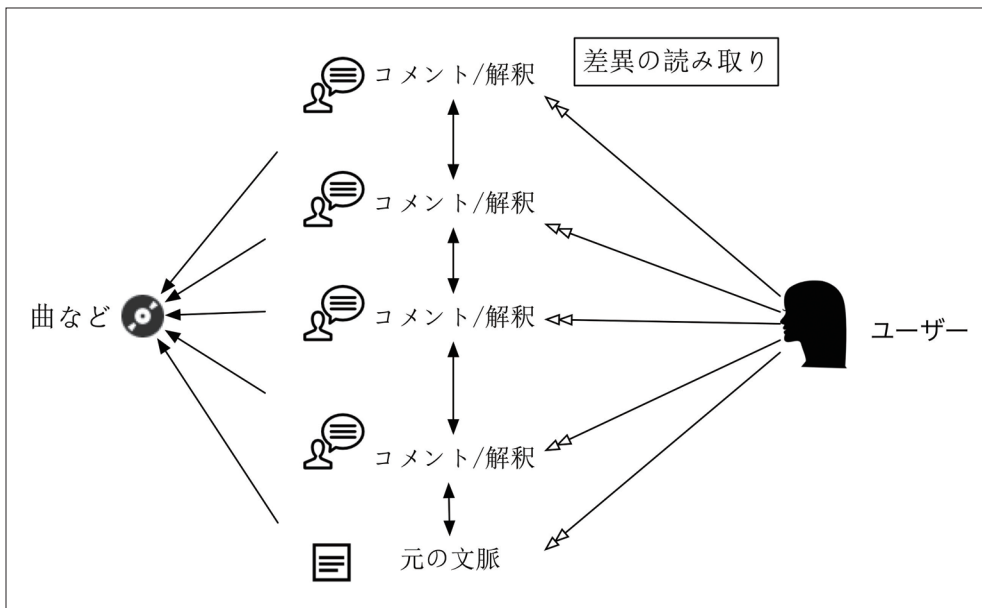 差異の読み取り
コメント/解釈
コメント/解釈
曲など
コメント/解釈
ユーザー
コメント/解釈
元の文脈